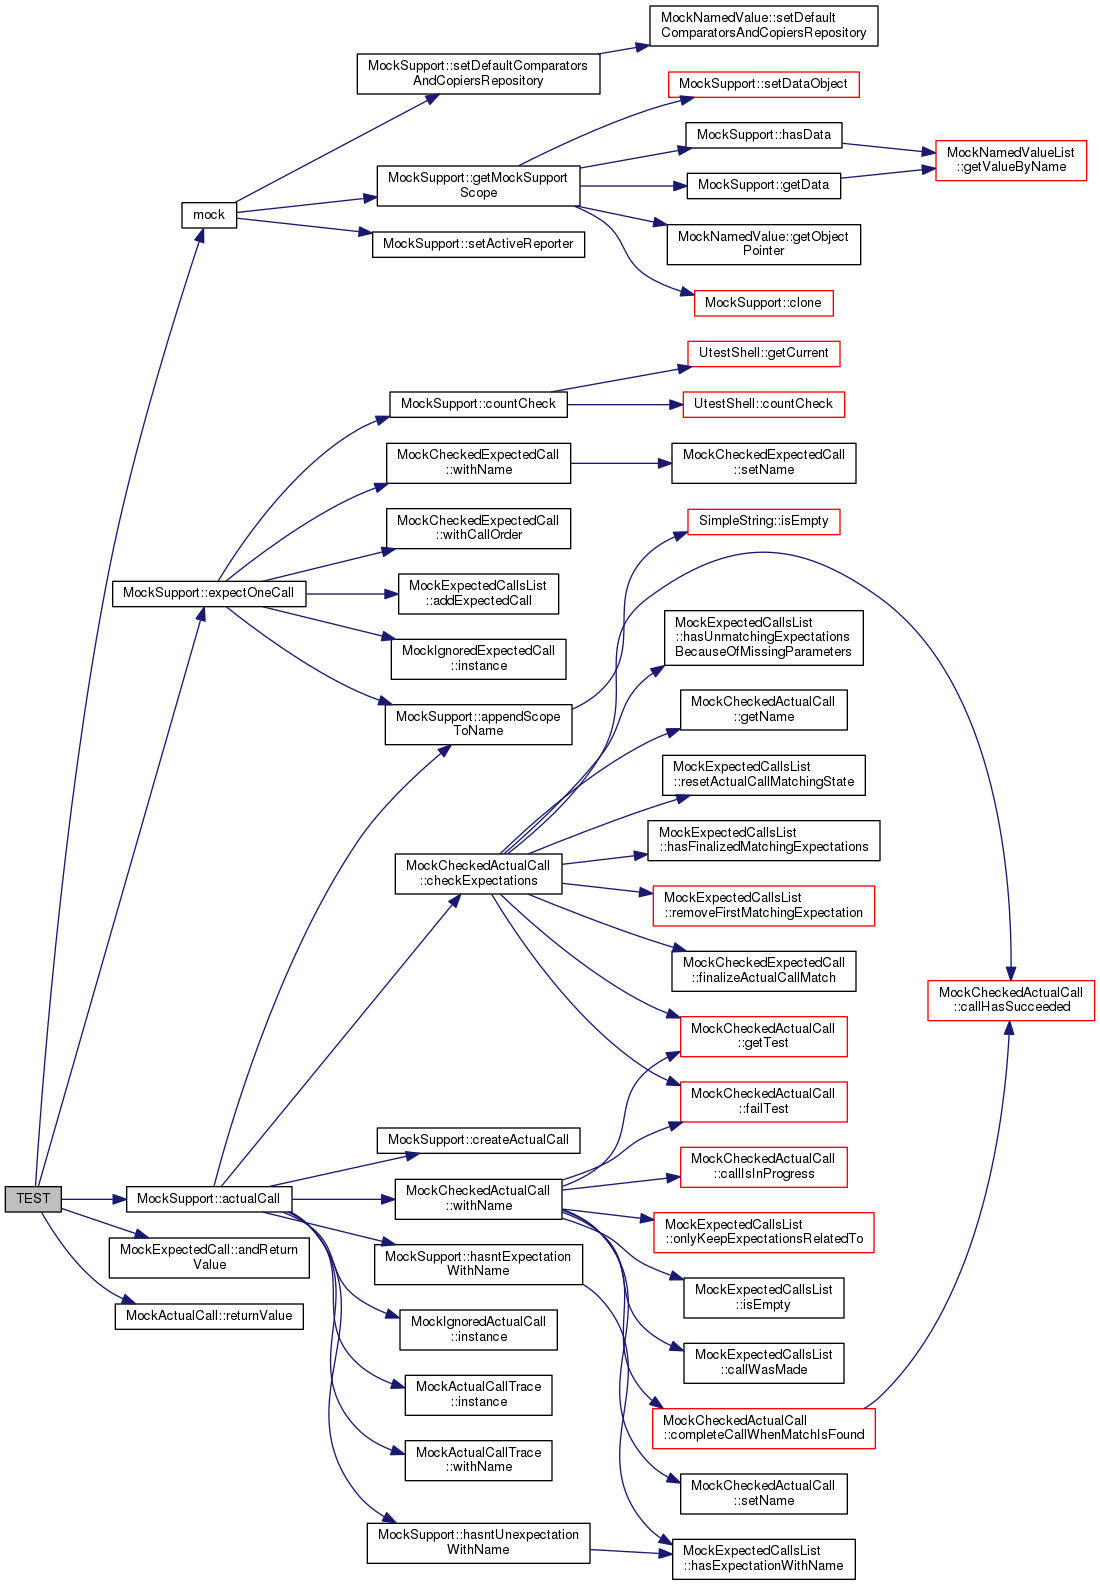 MockNamedValue::setDefault
ComparatorsAndCopiersRepository
MockSupport::setDefaultComparators
AndCopiersRepository
MockSupport::setDataObject
MockSupport::hasData
MockNamedValueList
::getValueByName
MockSupport::getMockSupport
Scope
MockSupport::getData
mock
MockSupport::setActiveReporter
MockNamedValue::getObject
Pointer
MockSupport::clone
UtestShell::getCurrent
MockSupport::countCheck
UtestShell::countCheck
MockCheckedExpectedCall
::withName
MockCheckedExpectedCall
::setName
MockCheckedExpectedCall
::withCallOrder
SimpleString::isEmpty
MockSupport::expectOneCall
MockExpectedCallsList
::addExpectedCall
MockIgnoredExpectedCall
::instance
MockExpectedCallsList
::hasUnmatchingExpectations
BecauseOfMissingParameters
MockSupport::appendScope
ToName
MockCheckedActualCall
::getName
MockExpectedCallsList
::resetActualCallMatchingState
MockExpectedCallsList
::hasFinalizedMatchingExpectations
MockCheckedActualCall
::checkExpectations
MockExpectedCallsList
::removeFirstMatchingExpectation
MockCheckedExpectedCall
::finalizeActualCallMatch
MockCheckedActualCall
::callHasSucceeded
MockCheckedActualCall
::getTest
MockCheckedActualCall
::failTest
MockSupport::createActualCall
MockCheckedActualCall
::callIsInProgress
TEST
MockSupport::actualCall
MockCheckedActualCall
::withName
MockExpectedCallsList
::onlyKeepExpectationsRelatedTo
MockExpectedCall::andReturn
Value
MockSupport::hasntExpectation
WithName
MockExpectedCallsList
::isEmpty
MockActualCall::returnValue
MockIgnoredActualCall
::instance
MockExpectedCallsList
::callWasMade
MockActualCallTrace
::instance
MockCheckedActualCall
::completeCallWhenMatchIsFound
MockActualCallTrace
::withName
MockCheckedActualCall
::setName
MockSupport::hasntUnexpectation
WithName
MockExpectedCallsList
::hasExpectationWithName